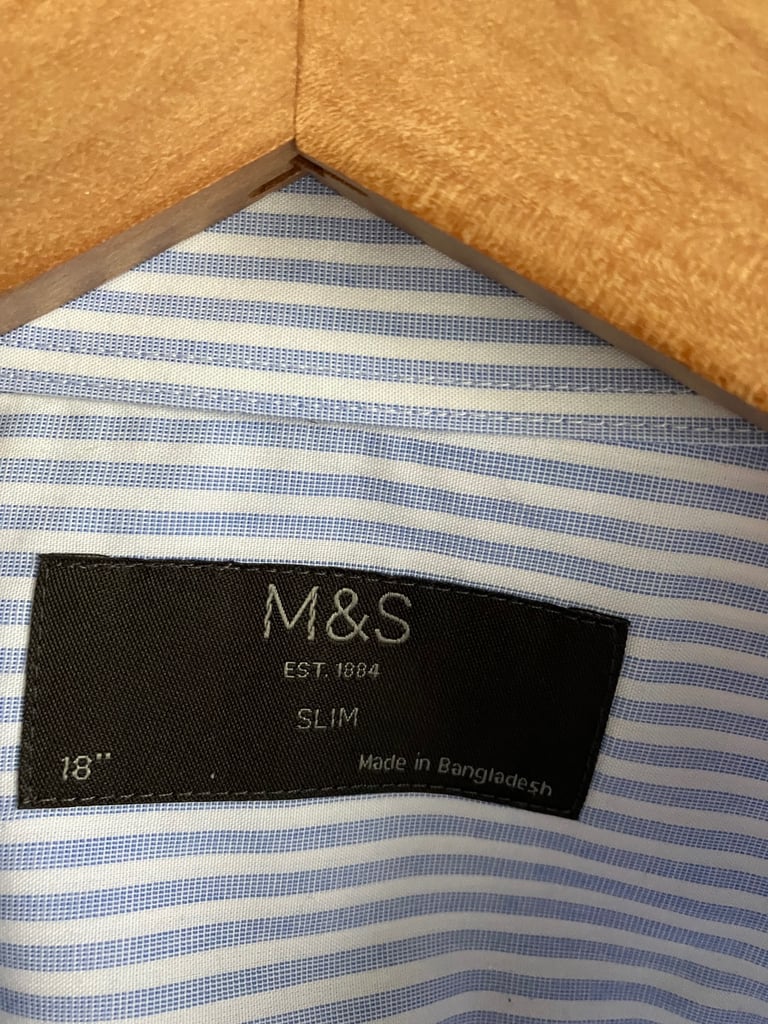 M&S
EST. 1884
SLIM
18"
Made in Bangladesh